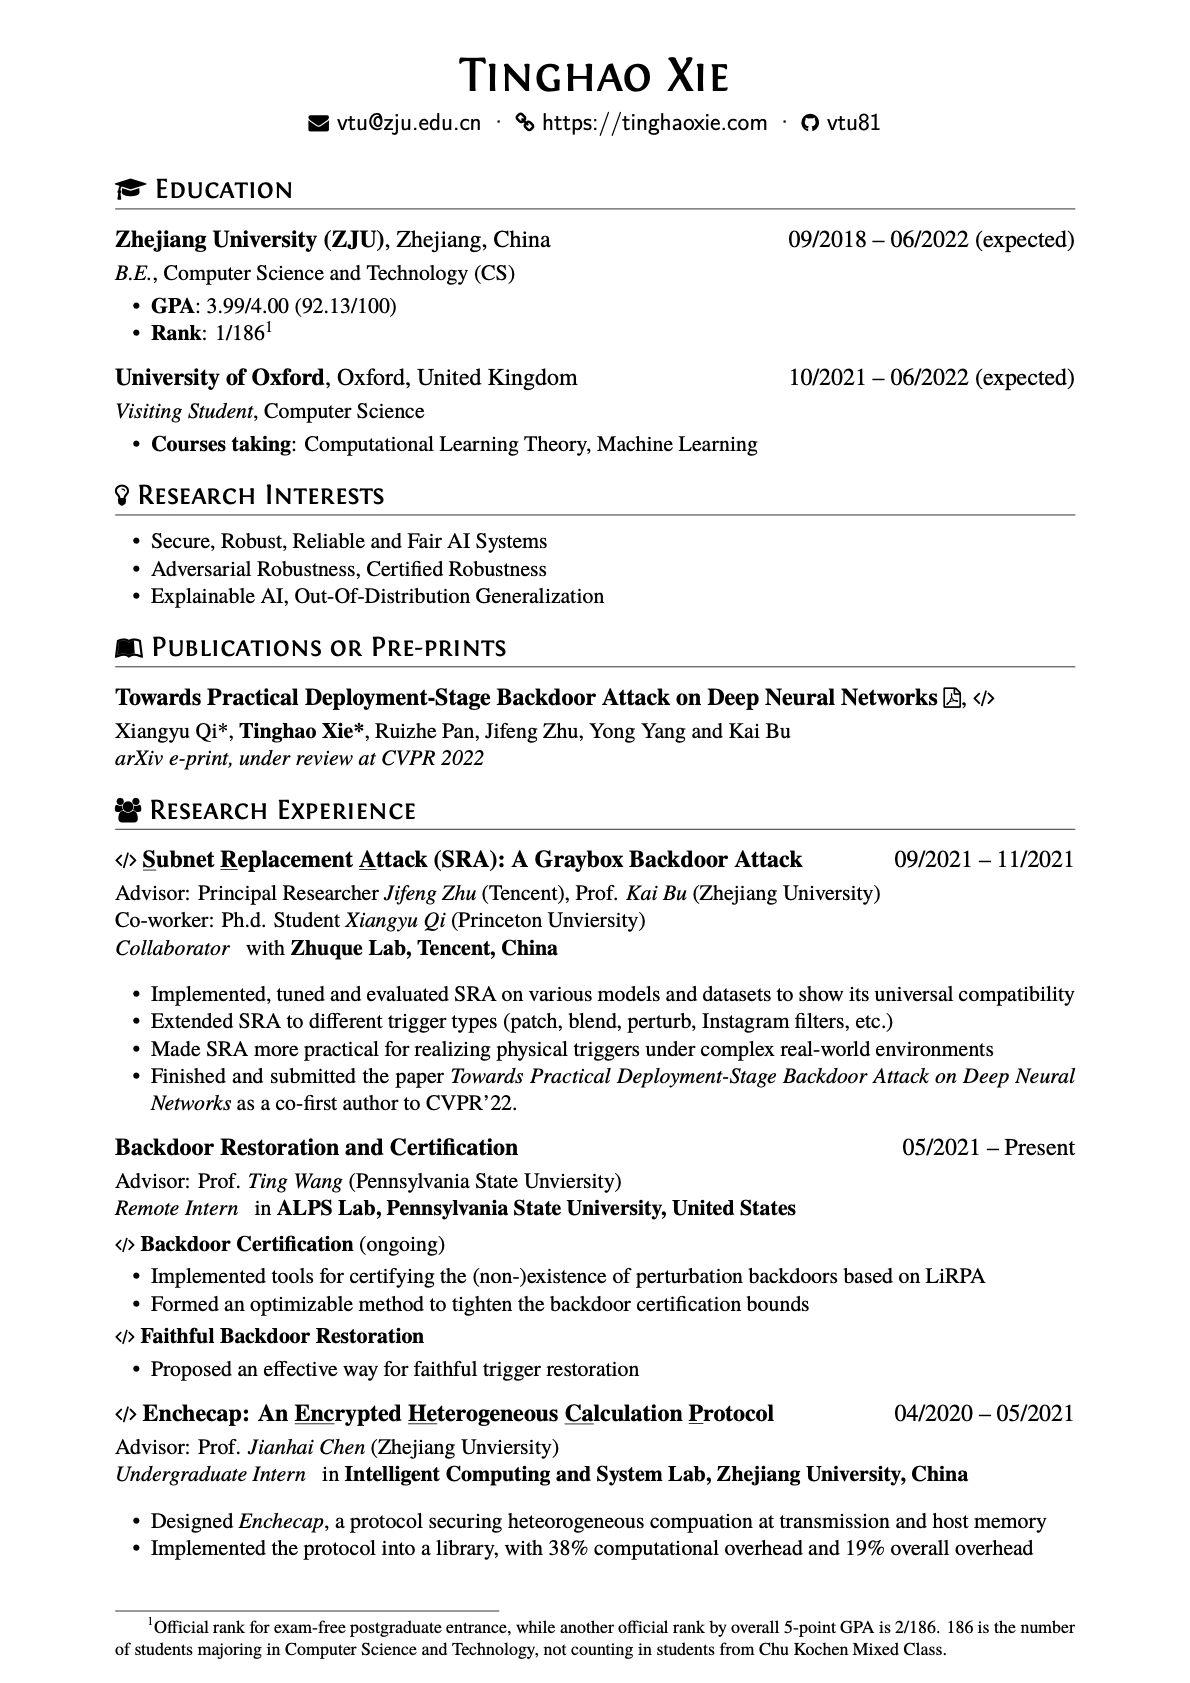 Tinghao Xie
vtu@zju.edu.cn · https://tinghaoxie.com · vtu81
Education
Zhejiang University (ZJU), Zhejiang, China 09/2018 – 06/2022 (expected)
B.E., Computer Science and Technology (CS)
• GPA: 3.99/4.00 (92.13/100)
• Rank: 1/186¹
University of Oxford, Oxford, United Kingdom 10/2021 – 06/2022 (expected)
Visiting Student, Computer Science
• Courses taking: Computational Learning Theory, Machine Learning
Research Interests
• Secure, Robust, Reliable and Fair AI Systems
• Adversarial Robustness, Certified Robustness
• Explainable AI, Out-Of-Distribution Generalization
Publications or Pre-prints
Towards Practical Deployment-Stage Backdoor Attack on Deep Neural Networks , </>
Xiangyu Qi*, Tinghao Xie*, Ruizhe Pan, Jifeng Zhu, Yong Yang and Kai Bu
arXiv e-print, under review at CVPR 2022
Research Experience
</> Subnet Replacement Attack (SRA): A Graybox Backdoor Attack 09/2021 – 11/2021
Advisor: Principal Researcher Jifeng Zhu (Tencent), Prof. Kai Bu (Zhejiang University)
Co-worker: Ph.d. Student Xiangyu Qi (Princeton Unviersity)
Collaborator with Zhuque Lab, Tencent, China
• Implemented, tuned and evaluated SRA on various models and datasets to show its universal compatibility
• Extended SRA to different trigger types (patch, blend, perturb, Instagram filters, etc.)
• Made SRA more practical for realizing physical triggers under complex real-world environments
• Finished and submitted the paper Towards Practical Deployment-Stage Backdoor Attack on Deep Neural
Networks as a co-first author to CVPR'22.
Backdoor Restoration and Certification 05/2021 – Present
Advisor: Prof. Ting Wang (Pennsylvania State Unviersity)
Remote Intern in ALPS Lab, Pennsylvania State University, United States
</> Backdoor Certification (ongoing)
• Implemented tools for certifying the (non-)existence of perturbation backdoors based on LiRPA
• Formed an optimizable method to tighten the backdoor certification bounds
</> Faithful Backdoor Restoration
• Proposed an effective way for faithful trigger restoration
</> Enchecap: An Encrypted Heterogeneous Calculation Protocol 04/2020 – 05/2021
Advisor: Prof. Jianhai Chen (Zhejiang Unviersity)
Undergraduate Intern in Intelligent Computing and System Lab, Zhejiang University, China
• Designed Enchecap, a protocol securing heteorogeneous compuation at transmission and host memory
• Implemented the protocol into a library, with 38% computational overhead and 19% overall overhead
¹Official rank for exam-free postgraduate entrance, while another official rank by overall 5-point GPA is 2/186. 186 is the number
of students majoring in Computer Science and Technology, not counting in students from Chu Kochen Mixed Class.